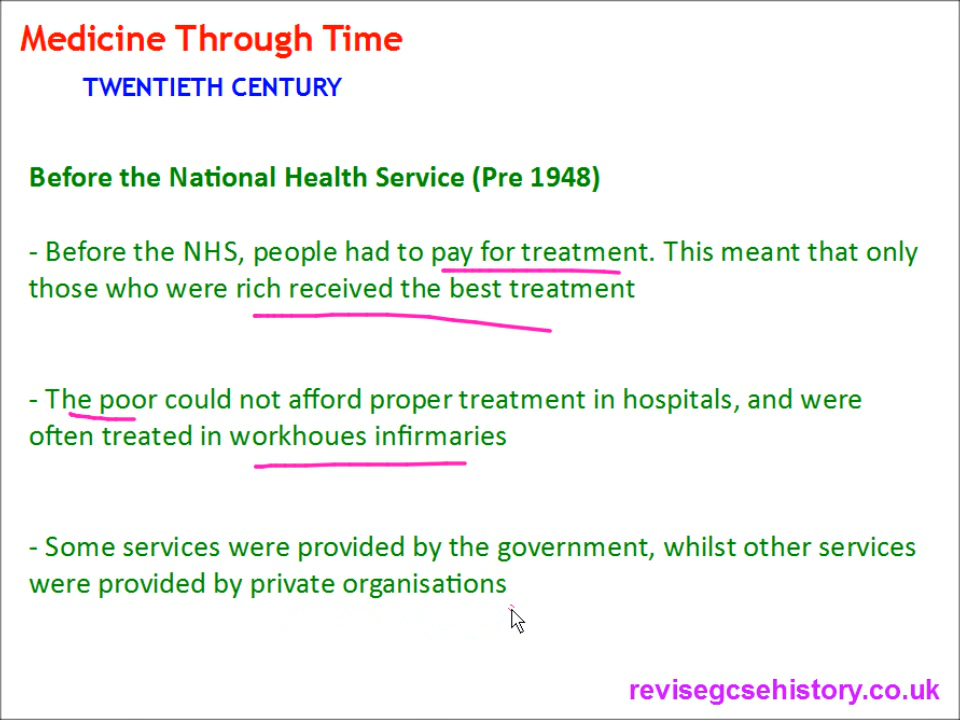 Medicine Through Time
TWENTIETH CENTURY
Before the National Health Service (Pre 1948)
- Before the NHS, people had to pay for treatment. This meant that only
those who were rich received the best treatment
- The poor could not afford proper treatment in hospitals, and were
often treated in workhoues infirmaries
- Some services were provided by the government, whilst other services
were provided by private organisations
revisegcsehistory.co.uk